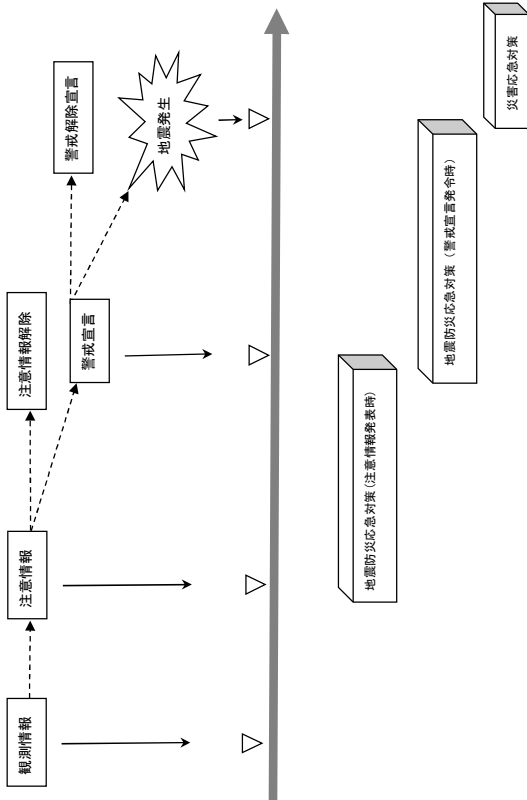 観測情報
注意情報
注意情報解除
警戒宣言
警戒解除宣言
地震発生
地震防災応急対策(注意情報発表時)
地震防災応急対策（警戒宣言発令時）
災害応急対策